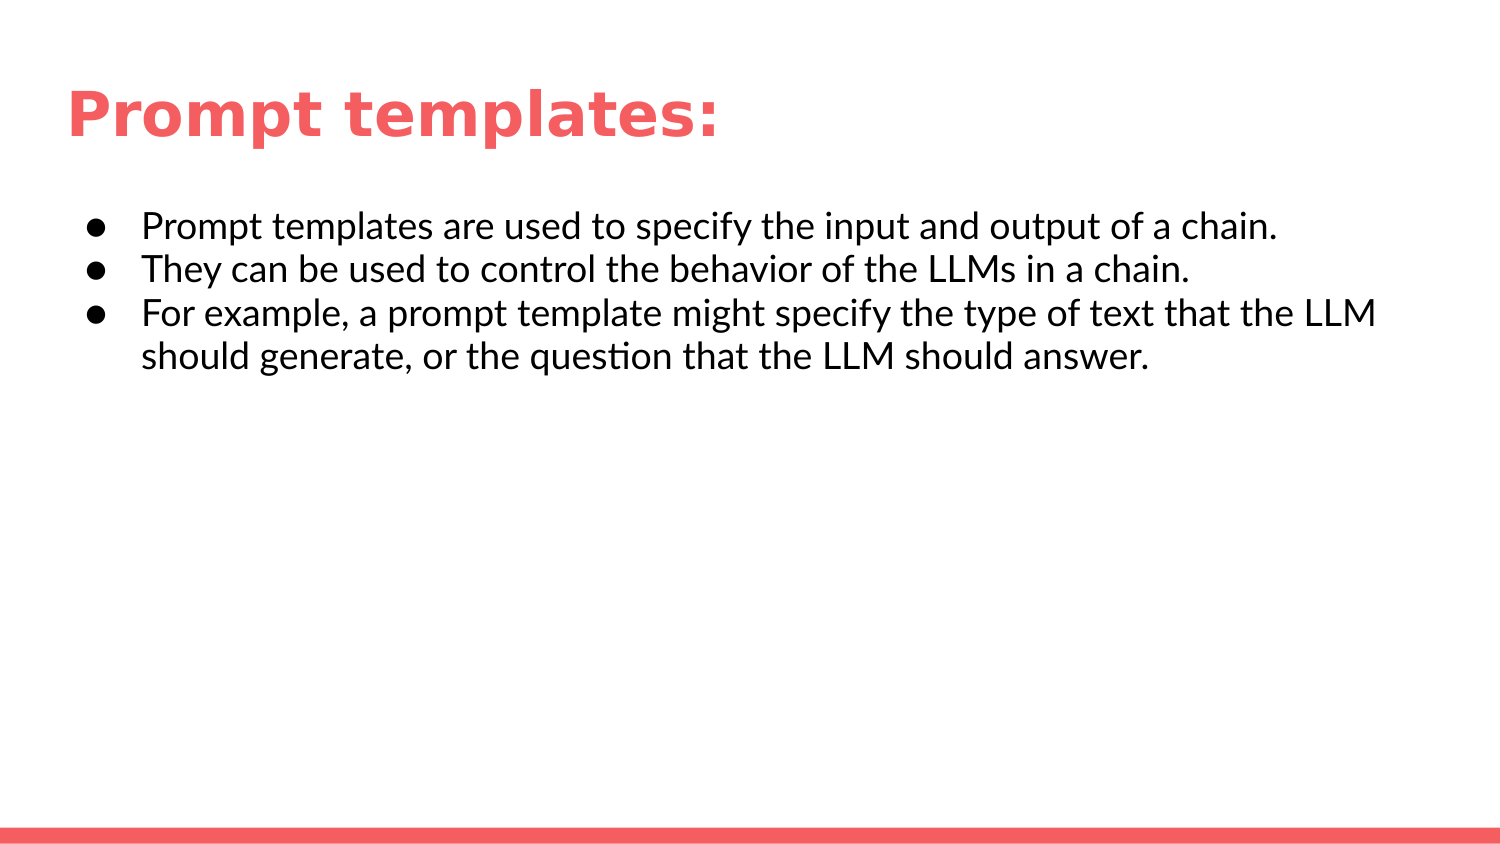 Prompt templates:
● Prompt templates are used to specify the input and output of a chain.
● They can be used to control the behavior of the LLMs in a chain.
● For example, a prompt template might specify the type of text that the LLM
should generate, or the question that the LLM should answer.